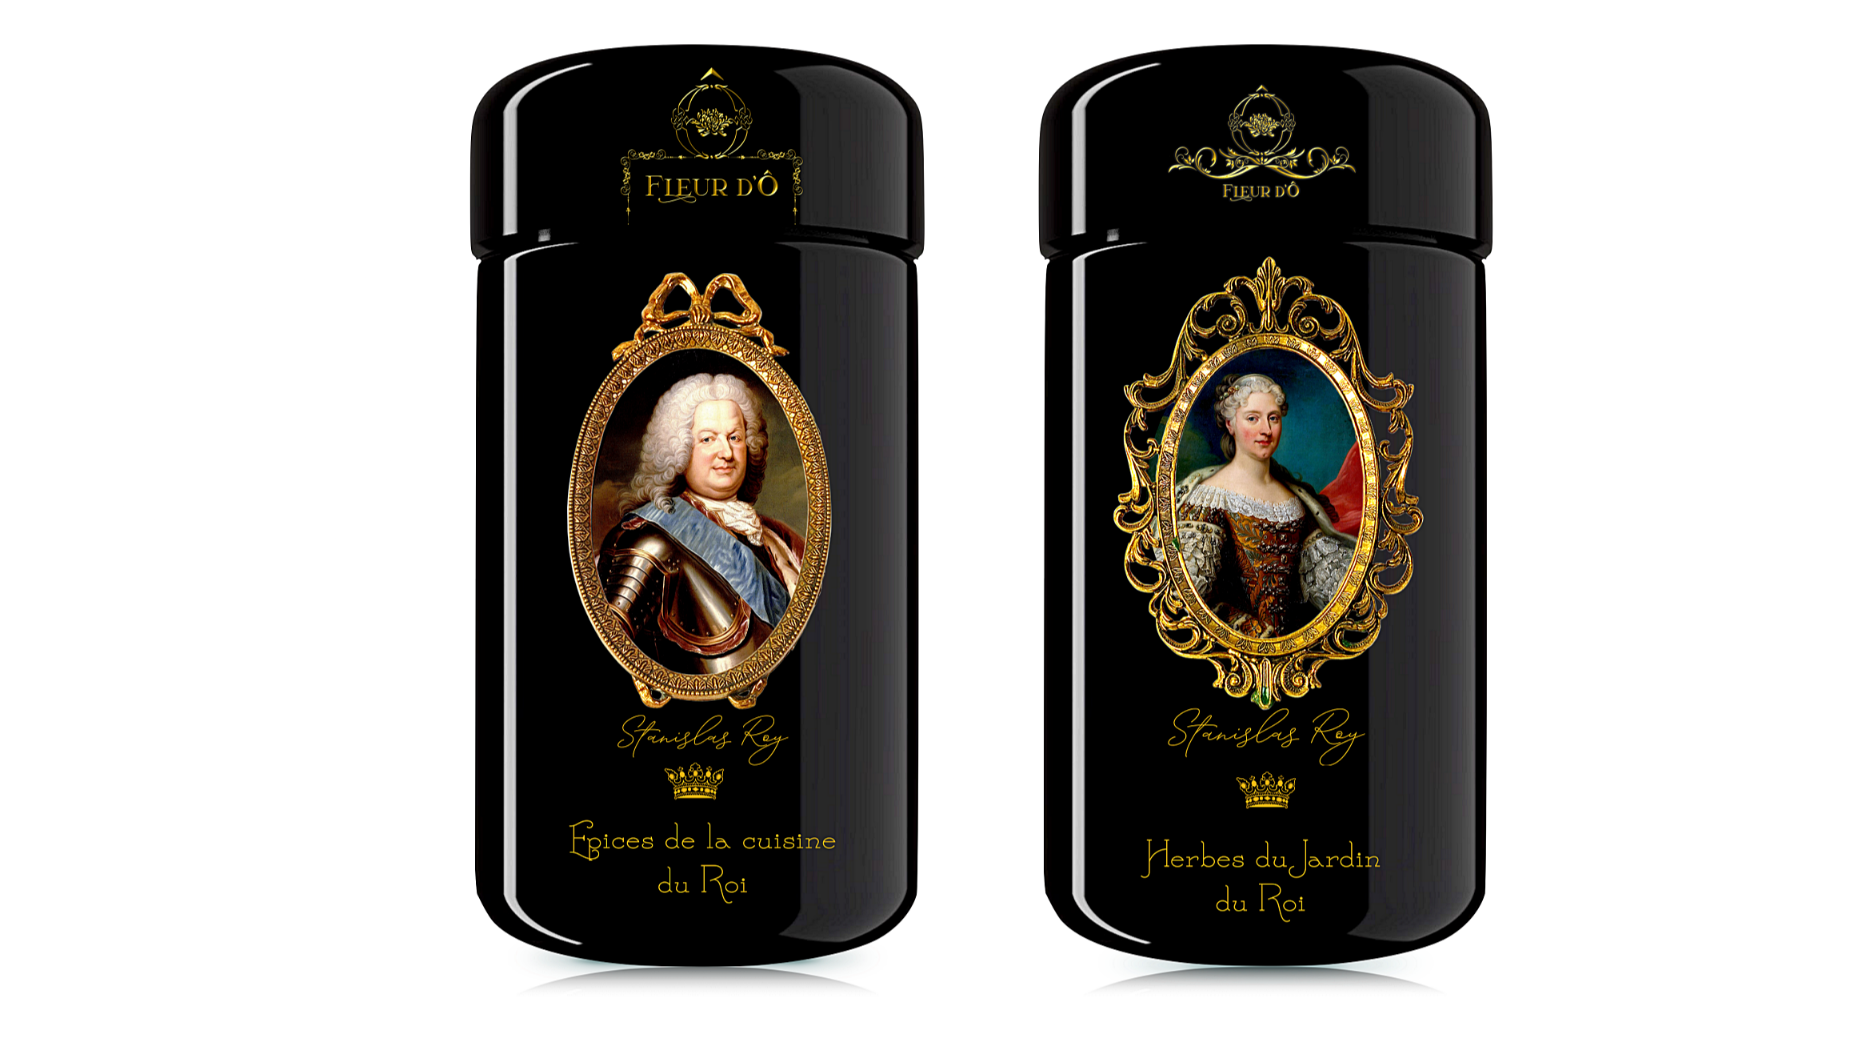 FLEUR D'Ô
Stanislas Roy
Epices de la cuisine
du Roi
FLEUR D'Ô
Stanislas Roy
Herbes du Jardin
du Roi